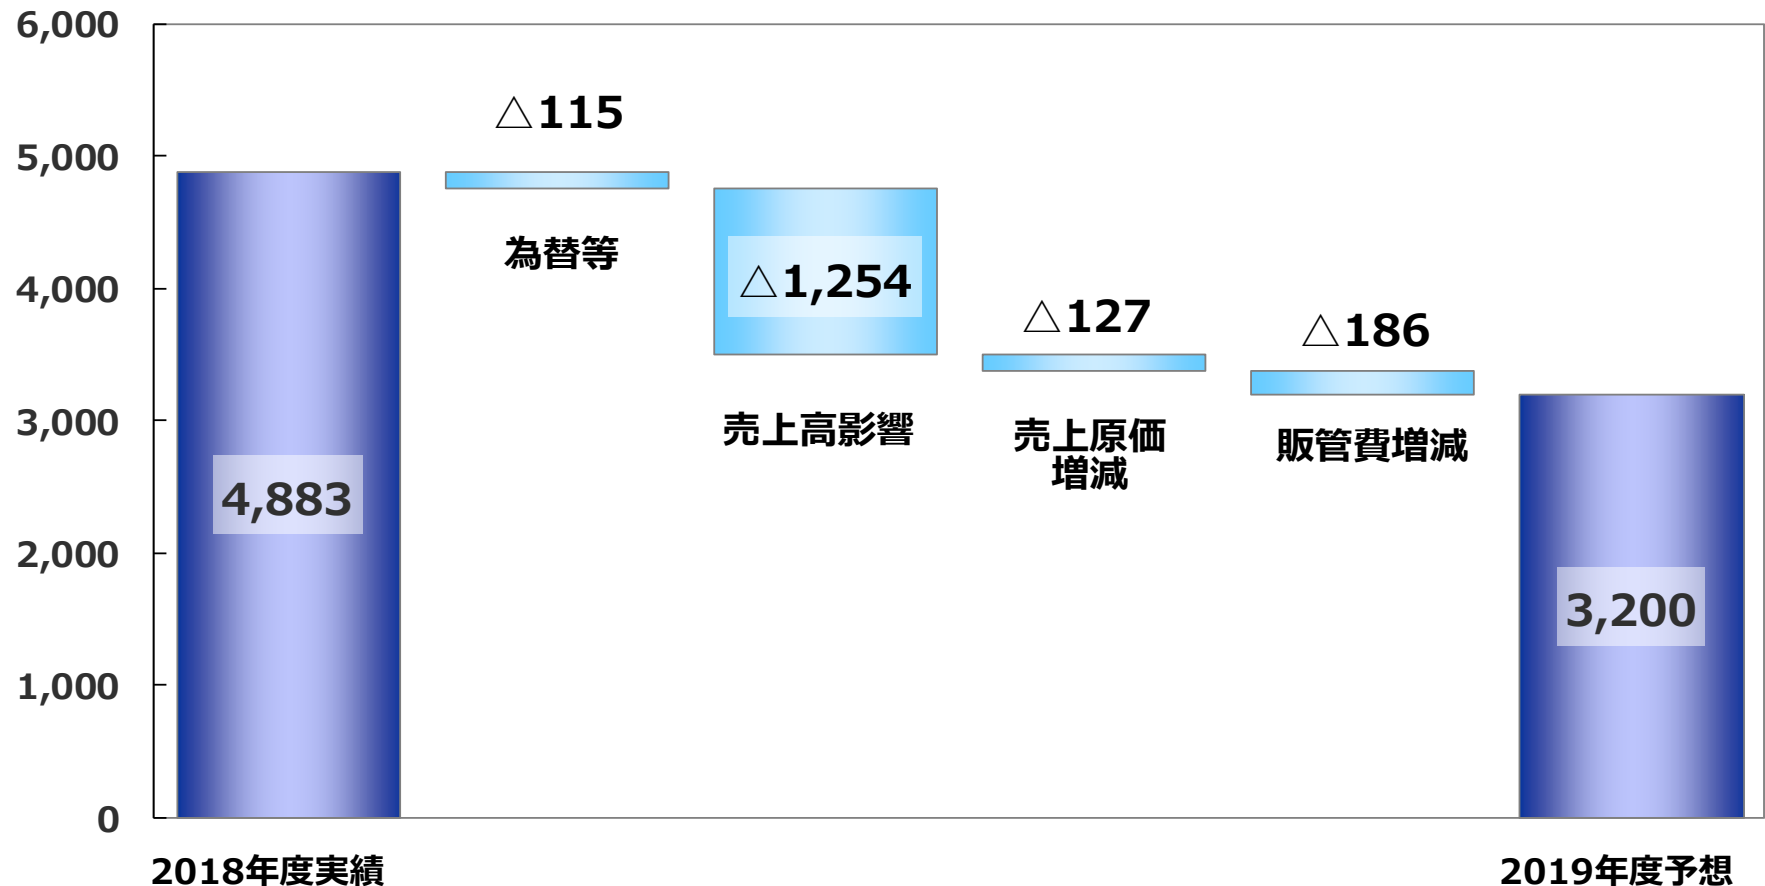 6,000
5,000
4,000
3,000
2,000
1,000
0
4,883
2018年度実績
△115
為替等
△1,254
売上高影響
△127
売上原価
増減
△186
販管費増減
3,200
2019年度予想